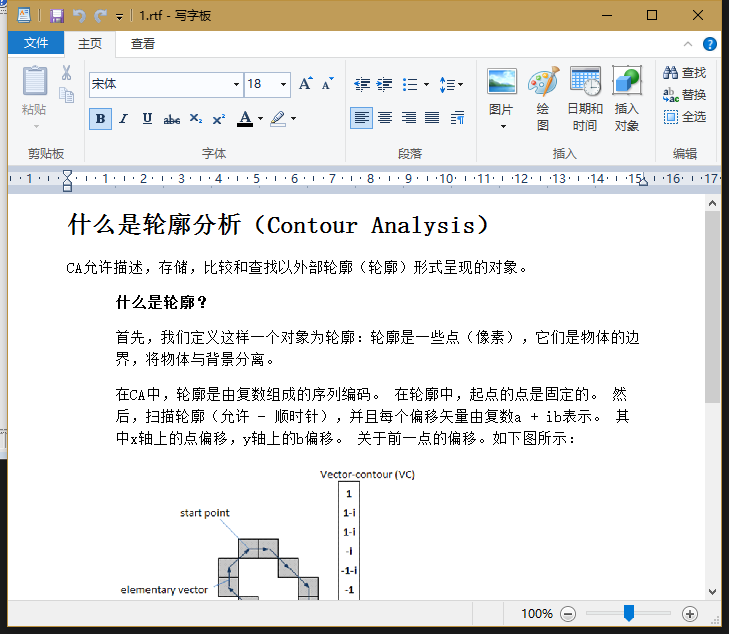 1.rtf - 写字板
文件 主页 查看
粘贴
剪贴板
宋体 18
B I U abc X₂ X² A
字体
段落
图片
绘图
日期和时间
插入对象
插入
查找
替换
全选
编辑
1 1 2 3 4 5 6 7 8 9 10 11 12 13 14 15 16 17
什么是轮廓分析（Contour Analysis）
CA允许描述，存储，比较和查找以外部轮廓（轮廓）形式呈现的对象。
什么是轮廓？
首先，我们定义这样一个对象为轮廓：轮廓是一些点（像素），它们是物体的边
界，将物体与背景分离。
在CA中，轮廓是由复数组成的序列编码。 在轮廓中，起点的点是固定的。 然
后，扫描轮廓（允许 - 顺时针），并且每个偏移矢量由复数a + ib表示。 其
中x轴上的点偏移，y轴上的b偏移。 关于前一点的偏移。如下图所示：
Vector-contour (VC)
1
start point
1-i
1-i
-i
-1-i
elementary vector
-1
100%